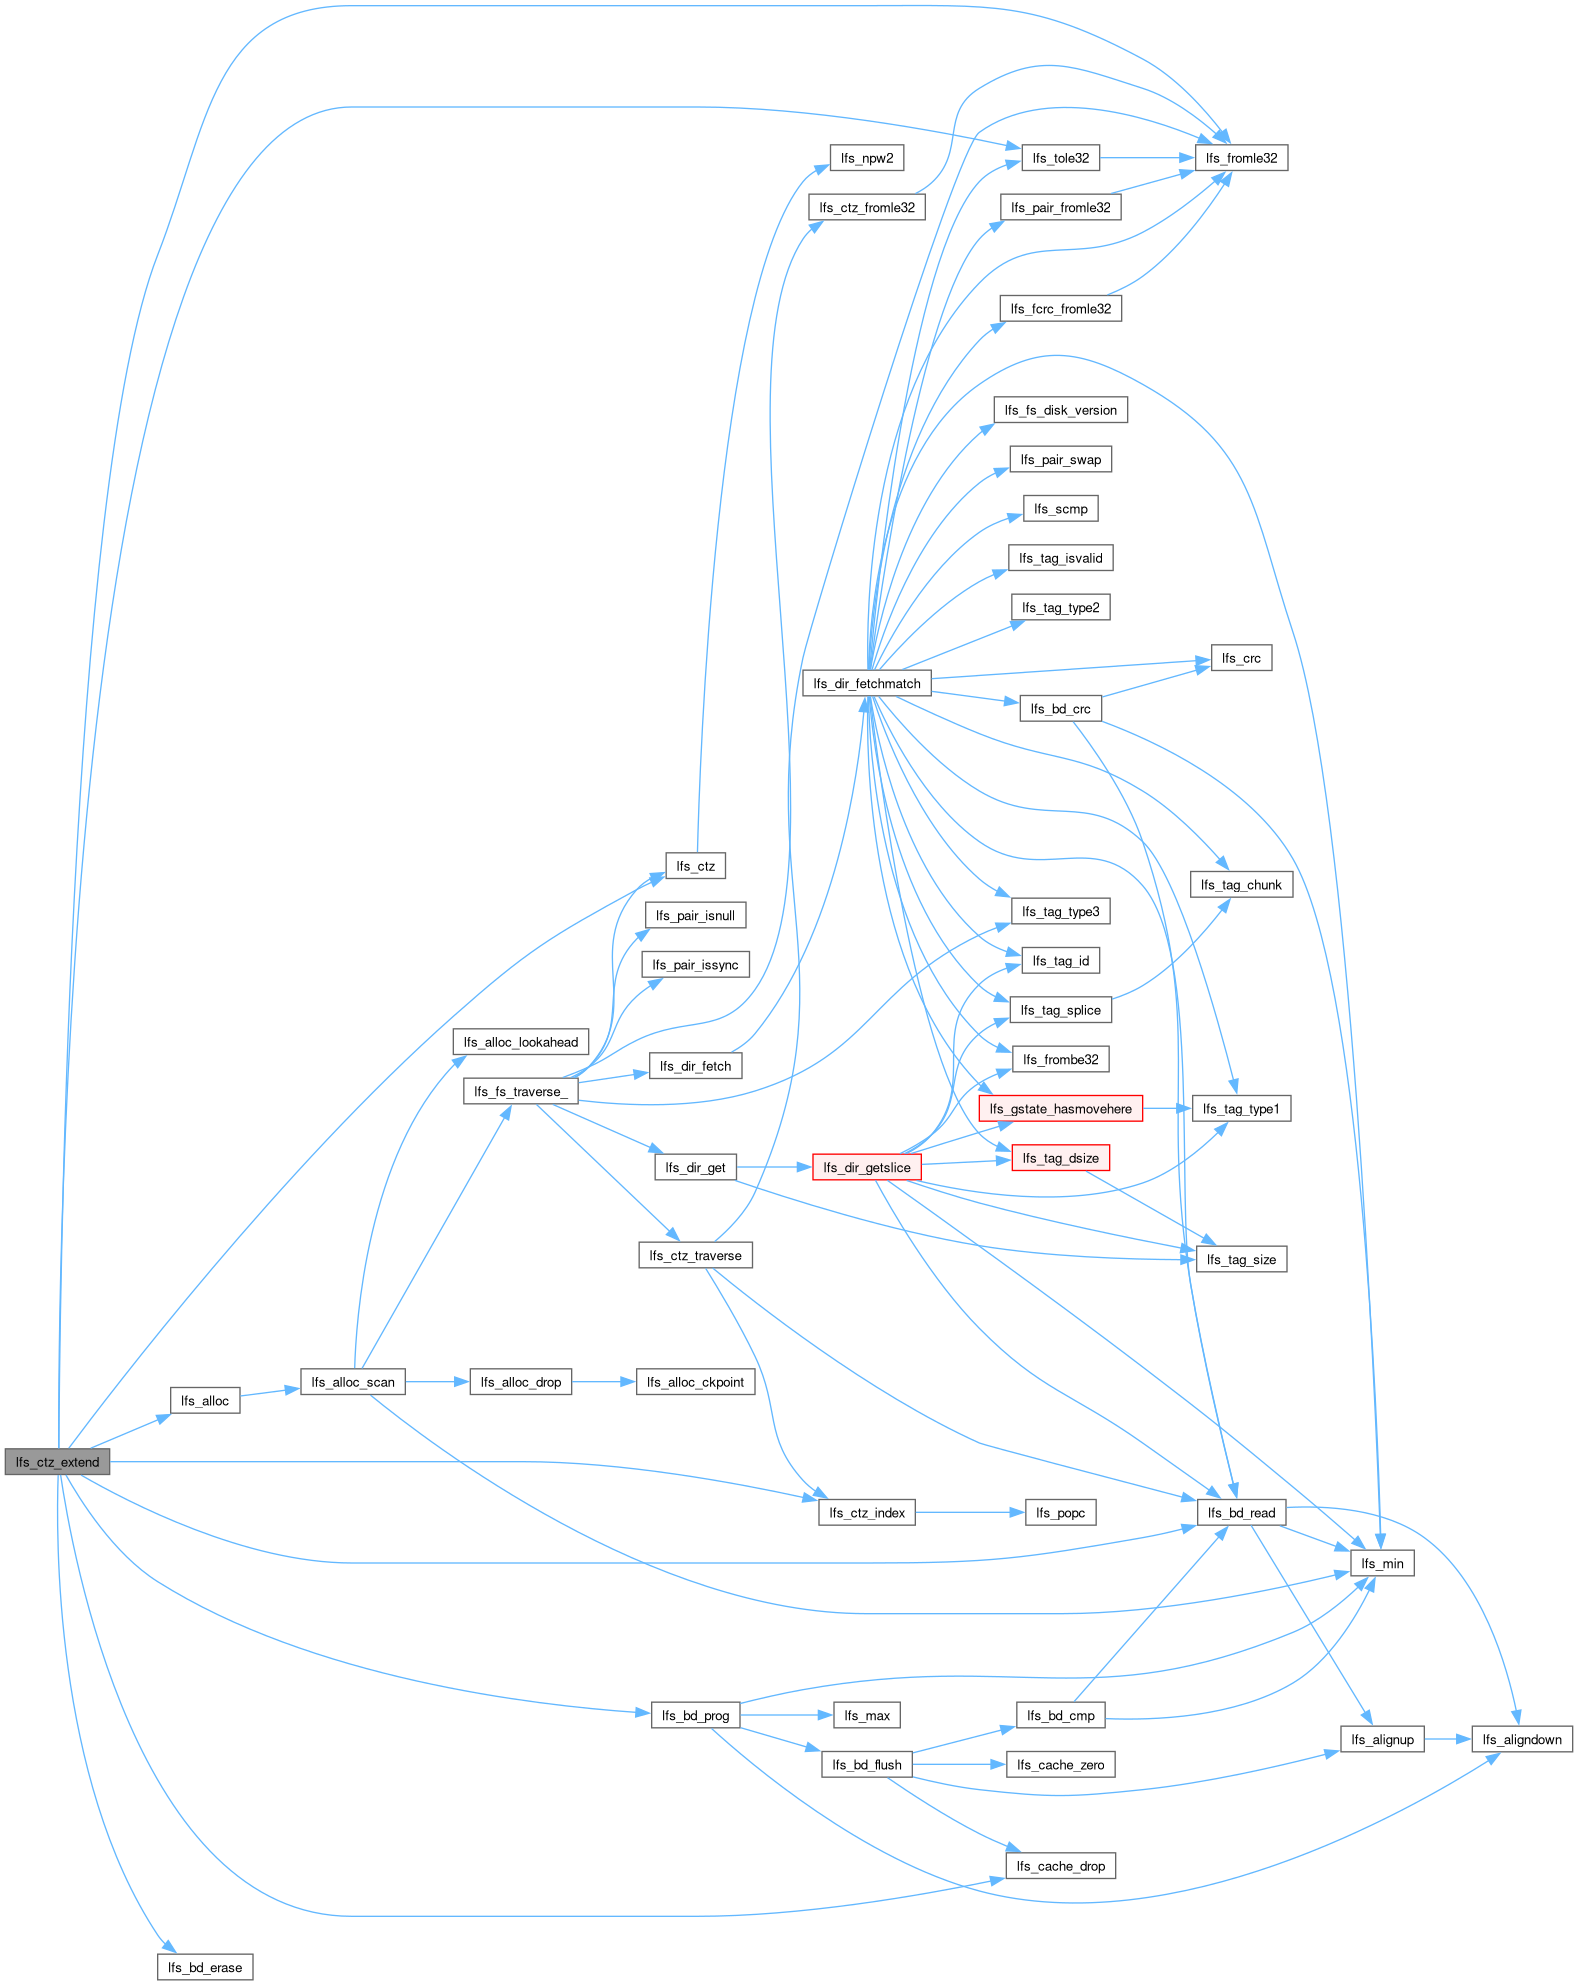 lfs_npw2
lfs_tole32
lfs_fromle32
lfs_ctz_fromle32
lfs_pair_fromle32
lfs_fcrc_fromle32
lfs_fs_disk_version
lfs_pair_swap
lfs_scmp
lfs_tag_isvalid
lfs_tag_type2
lfs_crc
lfs_dir_fetchmatch
lfs_bd_crc
lfs_ctz
lfs_tag_chunk
lfs_pair_isnull
lfs_tag_type3
lfs_pair_issync
lfs_tag_id
lfs_tag_splice
lfs_alloc_lookahead
lfs_dir_fetch
lfs_frombe32
lfs_fs_traverse_
lfs_gstate_hasmovehere
lfs_tag_type1
lfs_dir_get
lfs_dir_getslice
lfs_tag_dsize
lfs_ctz_traverse
lfs_tag_size
lfs_alloc_scan
lfs_alloc_drop
lfs_alloc_ckpoint
lfs_alloc
lfs_ctz_extend
lfs_ctz_index
lfs_popc
lfs_bd_read
lfs_min
lfs_bd_prog
lfs_max
lfs_bd_cmp
lfs_alignup
lfs_aligndown
lfs_bd_flush
lfs_cache_zero
lfs_cache_drop
lfs_bd_erase